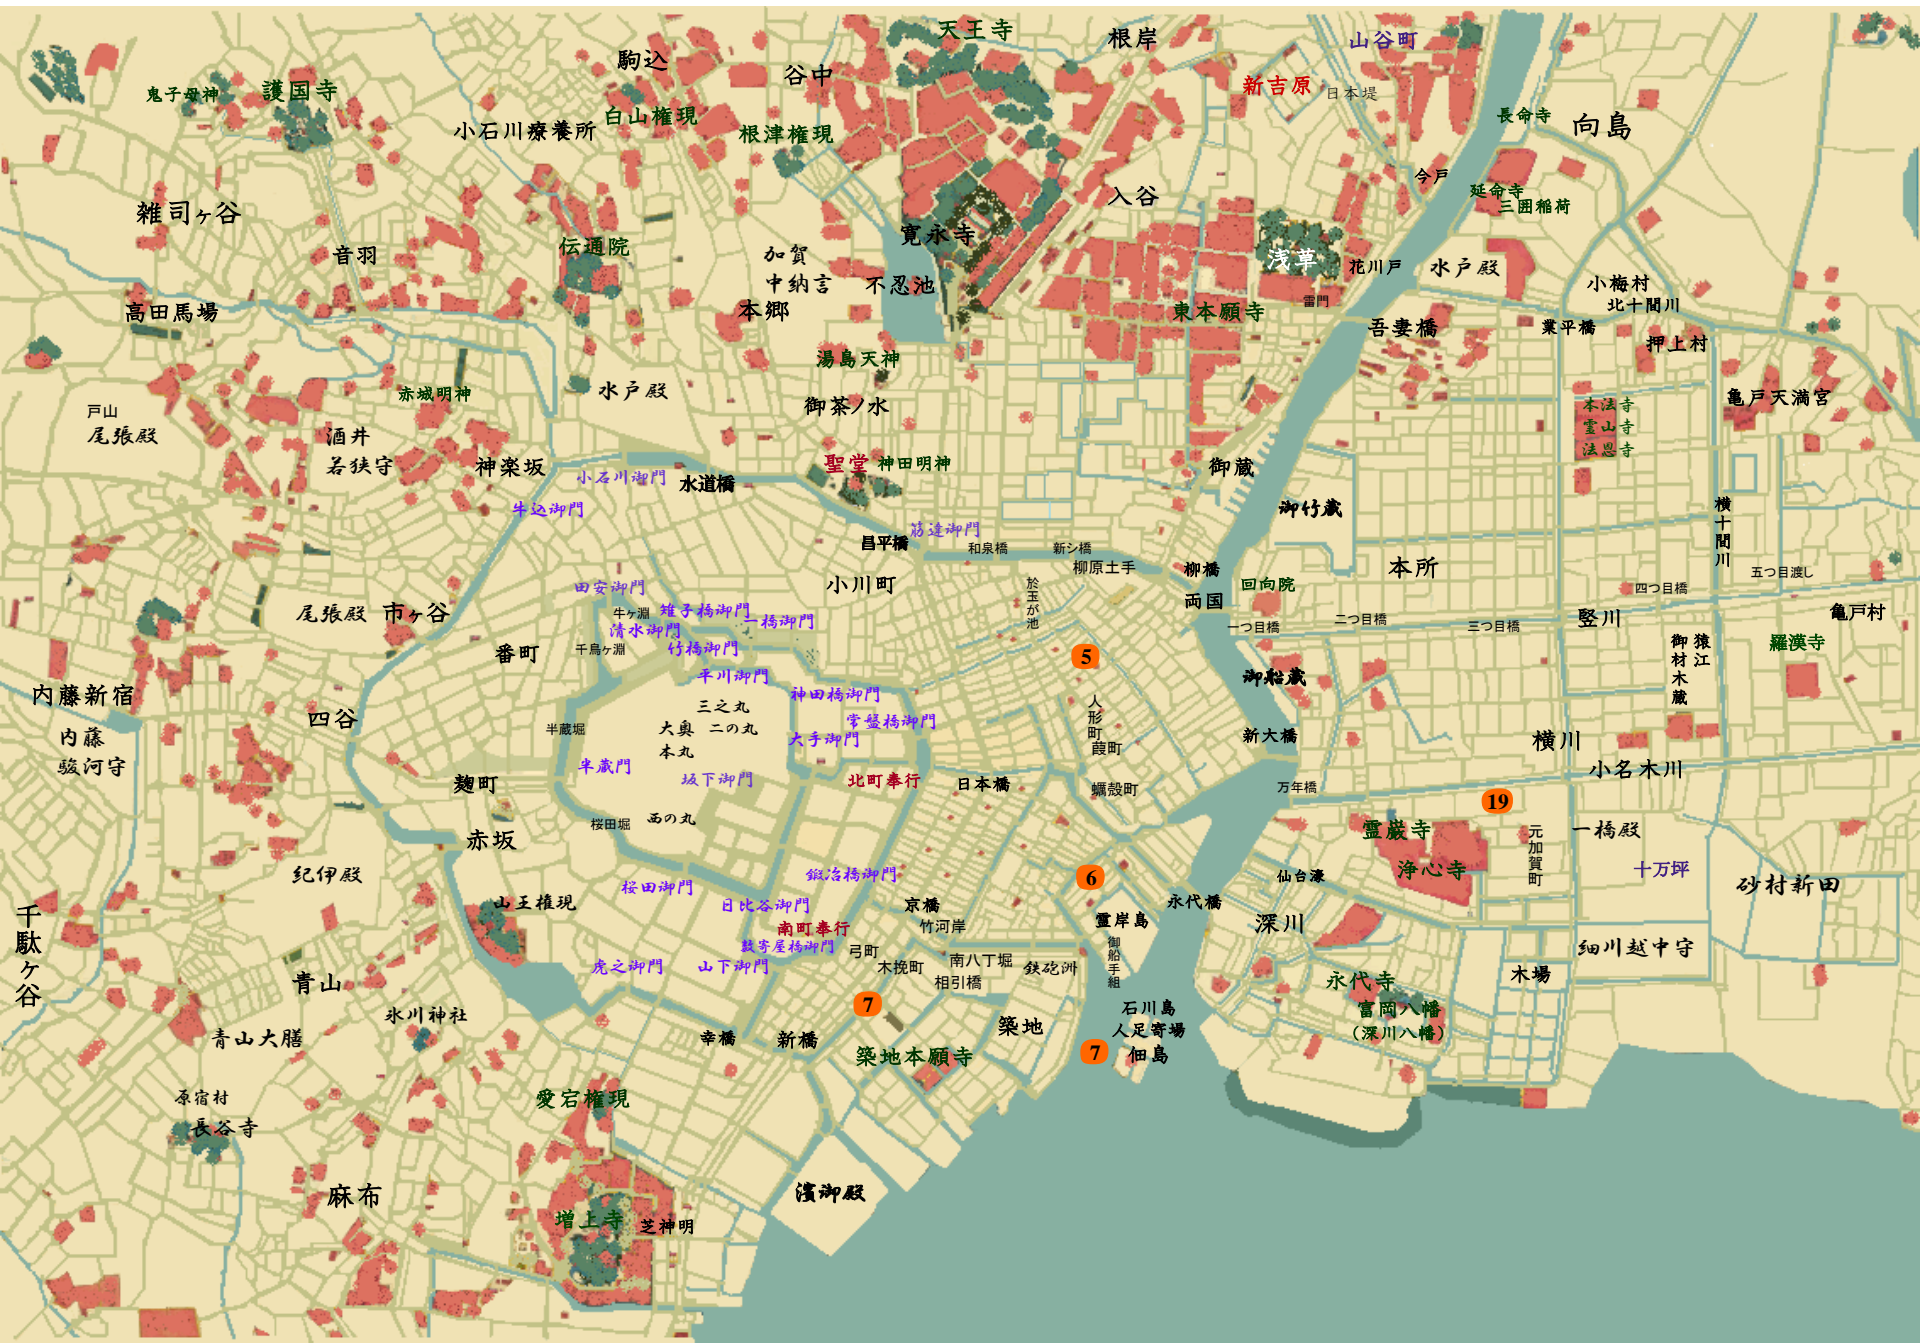 天王寺
根岸
山谷町
駒込
谷中
新吉原
日本堤
鬼子母神
護国寺
白山権現
小石川療養所
根津権現
長命寺
向島
今戸
延命寺
三囲稲荷
入谷
雑司ヶ谷
音羽
伝通院
寛永寺
浅草
花川戸
水戸殿
加賀
中納言
不忍池
本郷
小梅村
北十間川
高田馬場
東本願寺
雷門
吾妻橋
業平橋
押上村
湯島天神
水戸殿
赤城明神
戸山
尾張殿
御茶ノ水
本法寺
霊山寺
法恩寺
亀戸天満宮
酒井
若狭守
神楽坂
小石川御門
水道橋
聖堂
神田明神
御蔵
牛込御門
昌平橋
筋違御門
御竹蔵
横十間川
和泉橋
新シ橋
柳原土手
柳橋
両国
回向院
本所
五つ目渡し
四つ目橋
小川町
於玉が池
田安御門
牛ヶ淵
雉子橋御門
一橋御門
清水御門
竹橋御門
千鳥ヶ淵
尾張殿
市ヶ谷
番町
一つ目橋
二つ目橋
三つ目橋
竪川
亀戸村
猿江
御材木蔵
羅漢寺
5
平川御門
神田橋御門
御船蔵
内藤新宿
内藤
駿河守
四谷
半蔵堀
三之丸
大奥
二の丸
本丸
常盤橋御門
大手御門
人形町
葭町
新大橋
横川
半蔵門
坂下御門
北町奉行
日本橋
蠣殻町
万年橋
小名木川
麹町
19
桜田堀
西の丸
赤坂
霊巌寺
浄心寺
元加賀町
一橋殿
十万坪
砂村新田
紀伊殿
桜田御門
鍛冶橋御門
6
仙台濠
山王権現
日比谷御門
京橋
竹河岸
霊岸島
永代橋
深川
千駄ヶ谷
南町奉行
数寄屋橋御門
弓町
木挽町
南八丁堀
相引橋
鉄砲洲
御船手組
細川越中守
木場
虎之御門
山下御門
青山
永代寺
富岡八幡
(深川八幡)
7
石川島
人足寄場
佃島
7
氷川神社
青山大膳
幸橋
新橋
築地
築地本願寺
原宿村
長谷寺
愛宕権現
麻布
濱御殿
増上寺
芝神明